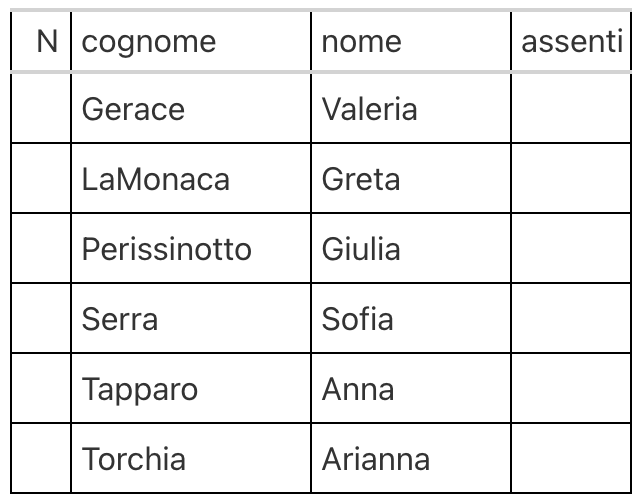 N cognome nome assenti
Gerace Valeria
LaMonaca Greta
Perissinotto Giulia
Serra Sofia
Tapparo Anna
Torchia Arianna